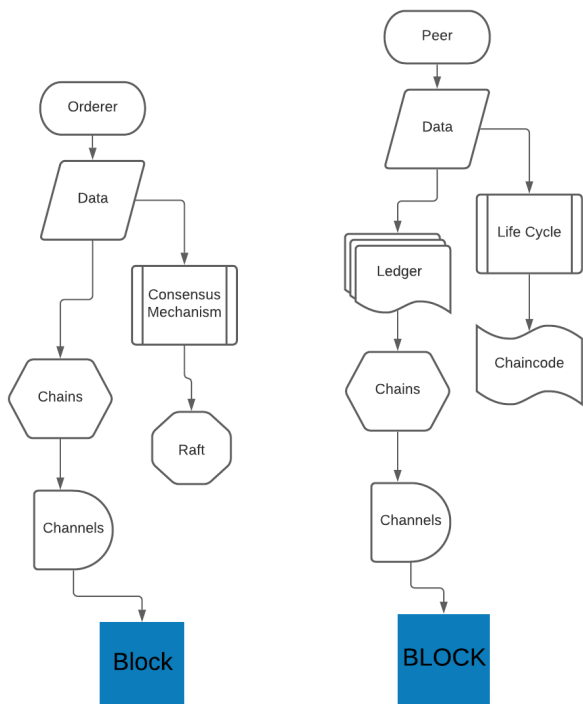 Orderer
Data
Consensus
Mechanism
Chains
Raft
Channels
Block
Peer
Data
Life Cycle
Ledger
Chaincode
Chains
Channels
BLOCK